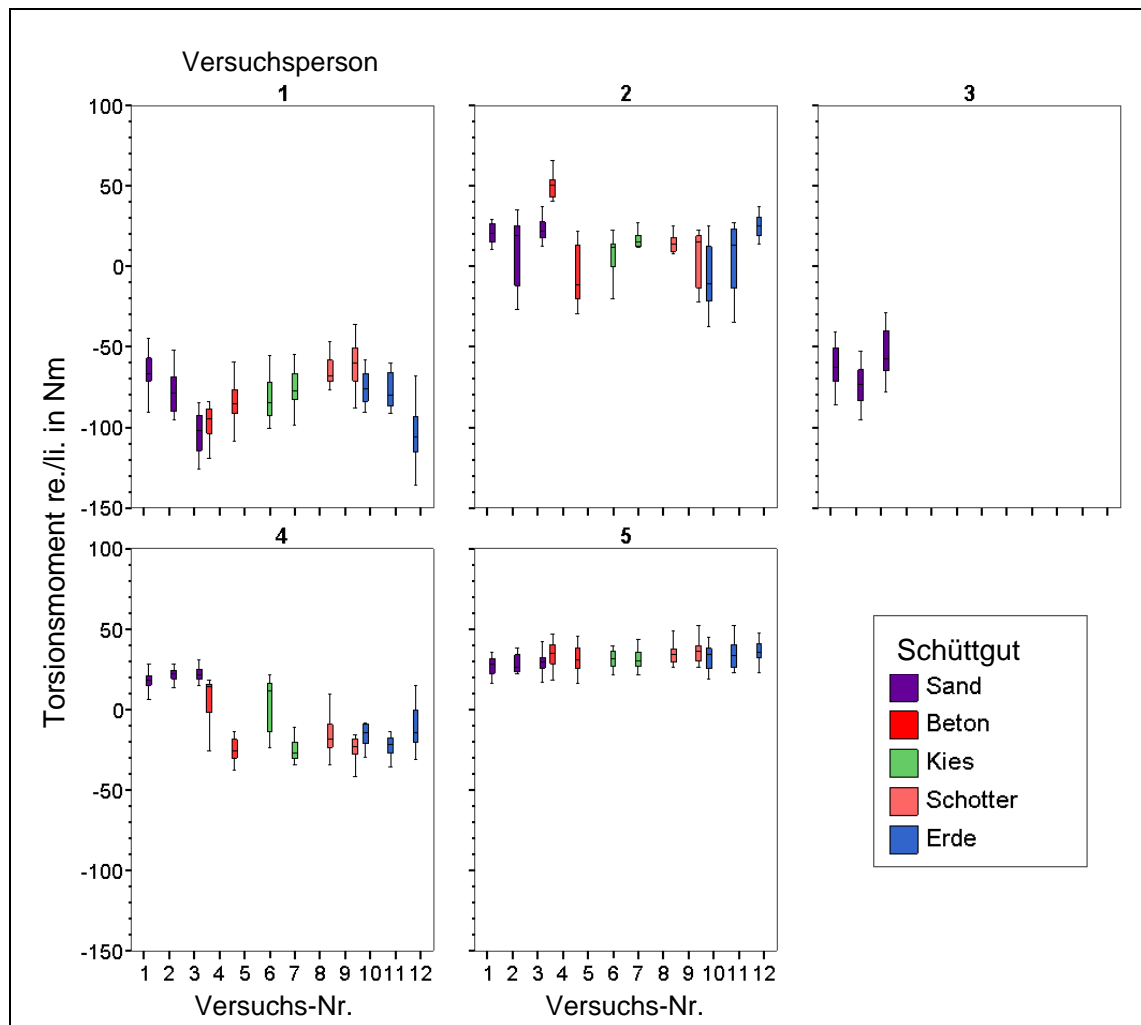 Versuchsperson
1 2 3
100
50
0
-50
-100
-150
4 5
100
50
0
-50
-100
-150
Torsionsmoment re./li. in Nm
1 2 3 4 5 6 7 8 9 10 11 12
1 2 3 4 5 6 7 8 9 10 11 12
Versuchs-Nr. Versuchs-Nr.
Schüttgut
Sand
Beton
Kies
Schotter
Erde